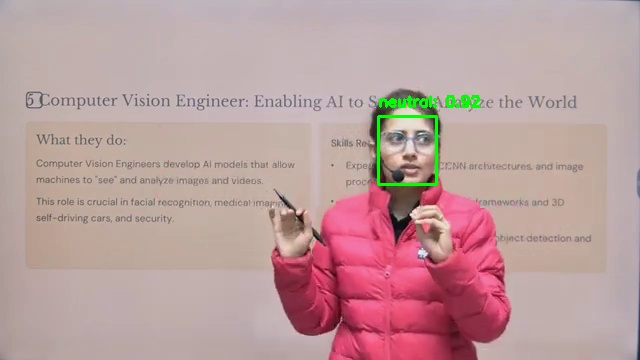 5 Computer Vision Engineer: Enabling AI to S Analyze the World
neutral: 0.92
What they do:
Computer Vision Engineers develop AI models that allow
machines to "see" and analyze images and videos.
This role is crucial in facial recognition, medical imaging,
self-driving cars, and security.
Skills Re
architectures, and image
frameworks and 3D
object detection and